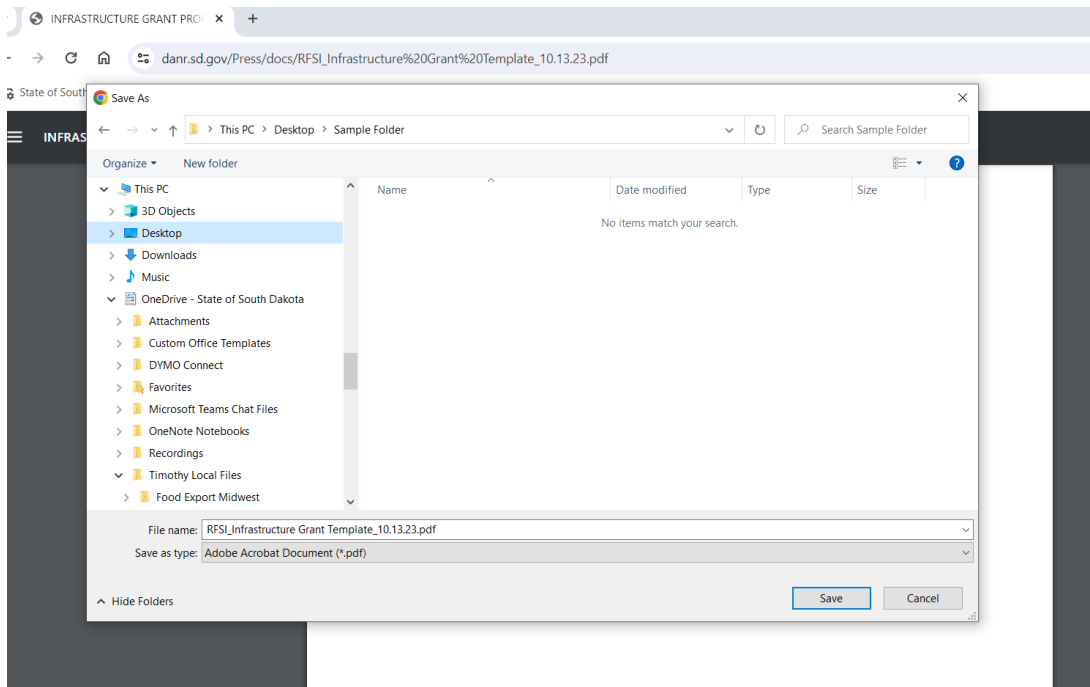 INFRASTRUCTURE GRANT PRO
danr.sd.gov/Press/docs/RFSI_Infrastructure%20Grant%20Template_10.13.23.pdf
State of South
Save As
INFRAS
This PC > Desktop > Sample Folder
Search Sample Folder
Organize
New folder
This PC
Name
Date modified
Type
Size
3D Objects
No items match your search.
Desktop
Downloads
Music
OneDrive - State of South Dakota
Attachments
Custom Office Templates
DYMO Connect
Favorites
Microsoft Teams Chat Files
OneNote Notebooks
Recordings
Timothy Local Files
Food Export Midwest
File name: RFSI_Infrastructure Grant Template_10.13.23.pdf
Save as type: Adobe Acrobat Document (*.pdf)
Hide Folders
Save
Cancel